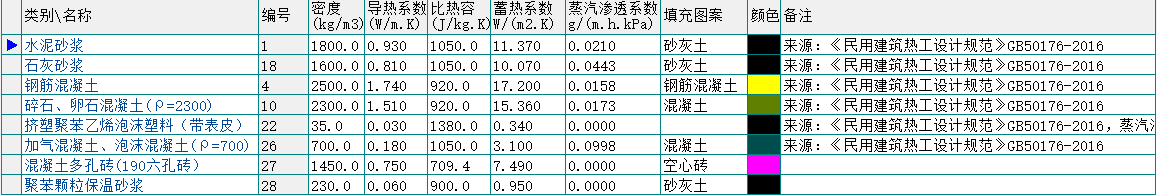 类别\名称 编号 密度(kg/m3) 导热系数(W/m.K) 比热容(J/kg.K) 蓄热系数W/(m2.K) 蒸汽渗透系数g/(m.h.kPa) 填充图案 颜色 备注
水泥砂浆 1 1800.0 0.930 1050.0 11.370 0.0210 砂灰土 来源：《民用建筑热工设计规范》GB50176-2016
石灰砂浆 18 1600.0 0.810 1050.0 10.070 0.0443 砂灰土 来源：《民用建筑热工设计规范》GB50176-2016
钢筋混凝土 4 2500.0 1.740 920.0 17.200 0.0158 钢筋混凝土 来源：《民用建筑热工设计规范》GB50176-2016
碎石、卵石混凝土(ρ=2300) 10 2300.0 1.510 920.0 15.360 0.0173 混凝土 来源：《民用建筑热工设计规范》GB50176-2016
挤塑聚苯乙烯泡沫塑料（带表皮） 22 35.0 0.030 1380.0 0.340 0.0000 来源：《民用建筑热工设计规范》GB50176-2016，蒸汽
加气混凝土、泡沫混凝土(ρ=700) 26 700.0 0.180 1050.0 3.100 0.0998 混凝土 来源：《民用建筑热工设计规范》GB50176-2016
混凝土多孔砖(190六孔砖) 27 1450.0 0.750 709.4 7.490 0.0000 空心砖
聚苯颗粒保温砂浆 28 230.0 0.060 900.0 0.950 0.0000 砂灰土